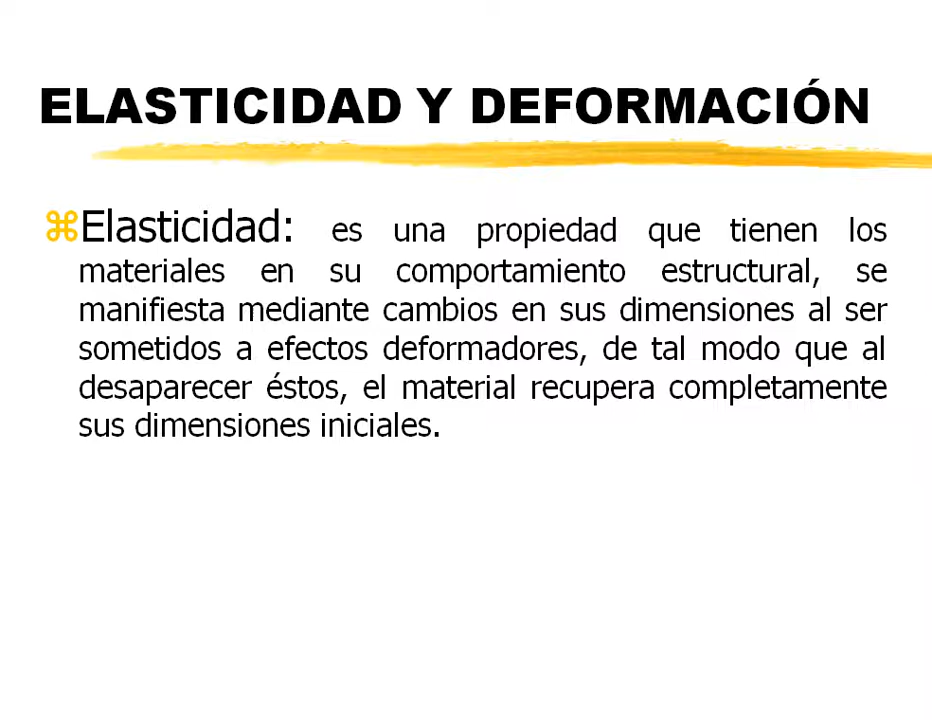 ELASTICIDAD Y DEFORMACIÓN
⌘Elasticidad: es una propiedad que tienen los
materiales en su comportamiento estructural, se
manifiesta mediante cambios en sus dimensiones al ser
sometidos a efectos deformadores, de tal modo que al
desaparecer éstos, el material recupera completamente
sus dimensiones iniciales.